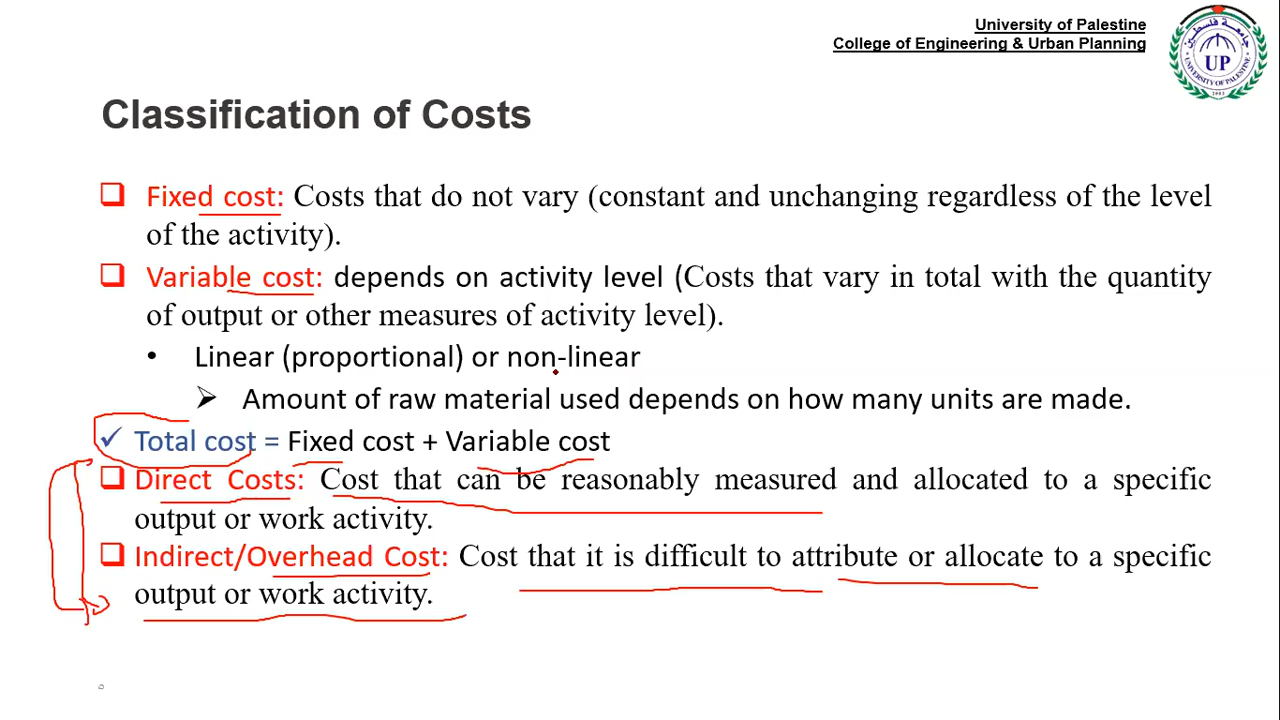 University of Palestine
College of Engineering & Urban Planning
UP
Classification of Costs
❑ Fixed cost: Costs that do not vary (constant and unchanging regardless of the level
of the activity).
❑ Variable cost: depends on activity level (Costs that vary in total with the quantity
of output or other measures of activity level).
• Linear (proportional) or non-linear
➢ Amount of raw material used depends on how many units are made.
✓ Total cost = Fixed cost + Variable cost
❑ Direct Costs: Cost that can be reasonably measured and allocated to a specific
output or work activity.
❑ Indirect/Overhead Cost: Cost that it is difficult to attribute or allocate to a specific
output or work activity.